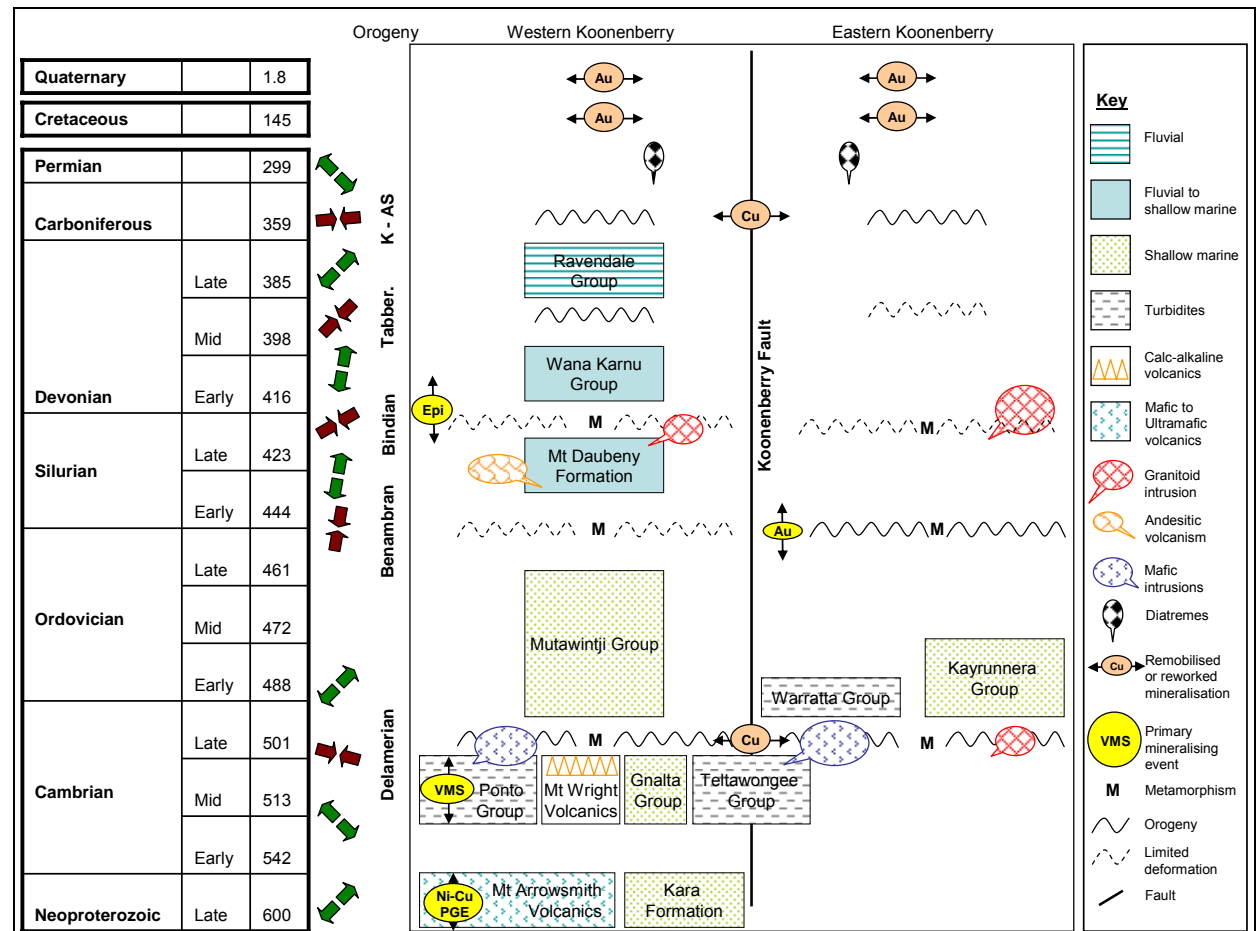 Orogeny Western Koonenberry Eastern Koonenberry
Quaternary 1.8
Cretaceous 145
Permian 299
Carboniferous 359
Late 385
Mid 398
Devonian Early 416
Late 423
Silurian
Early 444
Late 461
Ordovician Mid 472
Early 488
Late 501
Cambrian Mid 513
Early 542
Neoproterozoic Late 600
K - AS
Tabber.
Bindian
Benambran
Delamerian
Au
Au
Au
Au
Cu
Ravendale
Group
Wana Karnu
Group
Epi
M
M
Mt Daubeny
Formation
M
Au
M
Koonenberry Fault
Mutawintji Group
Kayrunnera
Group
Warratta Group
M
Cu
M
VMS
Ponto
Group
Mt Wright
Volcanics
Gnalta
Group
Teltawongee
Group
Ni-Cu
PGE
Mt Arrowsmith
Volcanics
Kara
Formation
Key
Fluvial
Fluvial to
shallow marine
Shallow marine
Turbidites
Calc-alkaline
volcanics
Mafic to
Ultramafic
volcanics
Granitoid
intrusion
Andesitic
volcanism
Mafic
intrusions
Diatremes
Cu
Remobilised
or reworked
mineralisation
VMS
Primary
mineralising
event
M Metamorphism
Orogeny
Limited
deformation
Fault